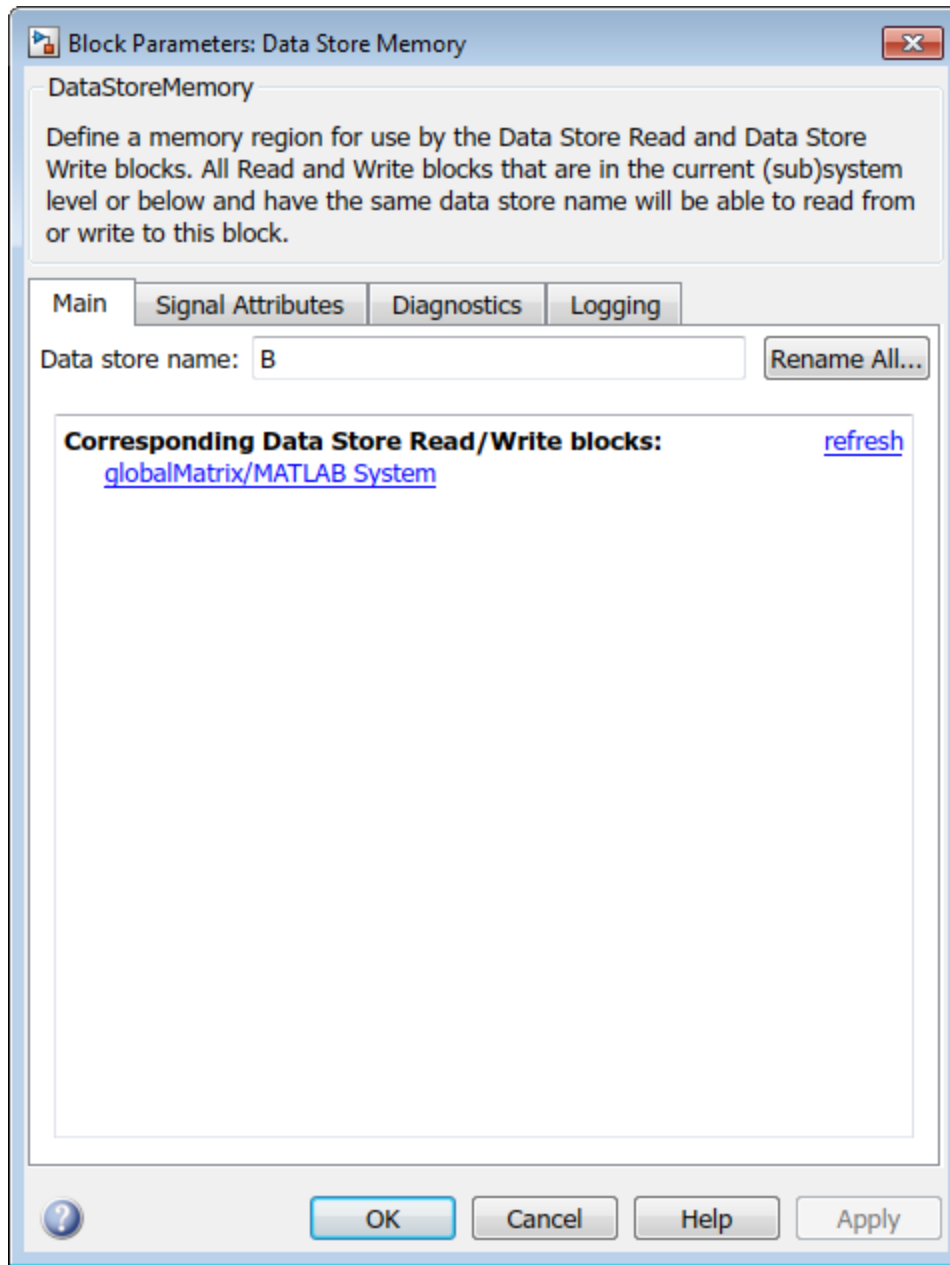 Block Parameters: Data Store Memory
DataStoreMemory
Define a memory region for use by the Data Store Read and Data Store
Write blocks. All Read and Write blocks that are in the current (sub)system
level or below and have the same data store name will be able to read from
or write to this block.
Main Signal Attributes Diagnostics Logging
Data store name: B Rename All...
Corresponding Data Store Read/Write blocks: refresh
globalMatrix/MATLAB System
? OK Cancel Help Apply